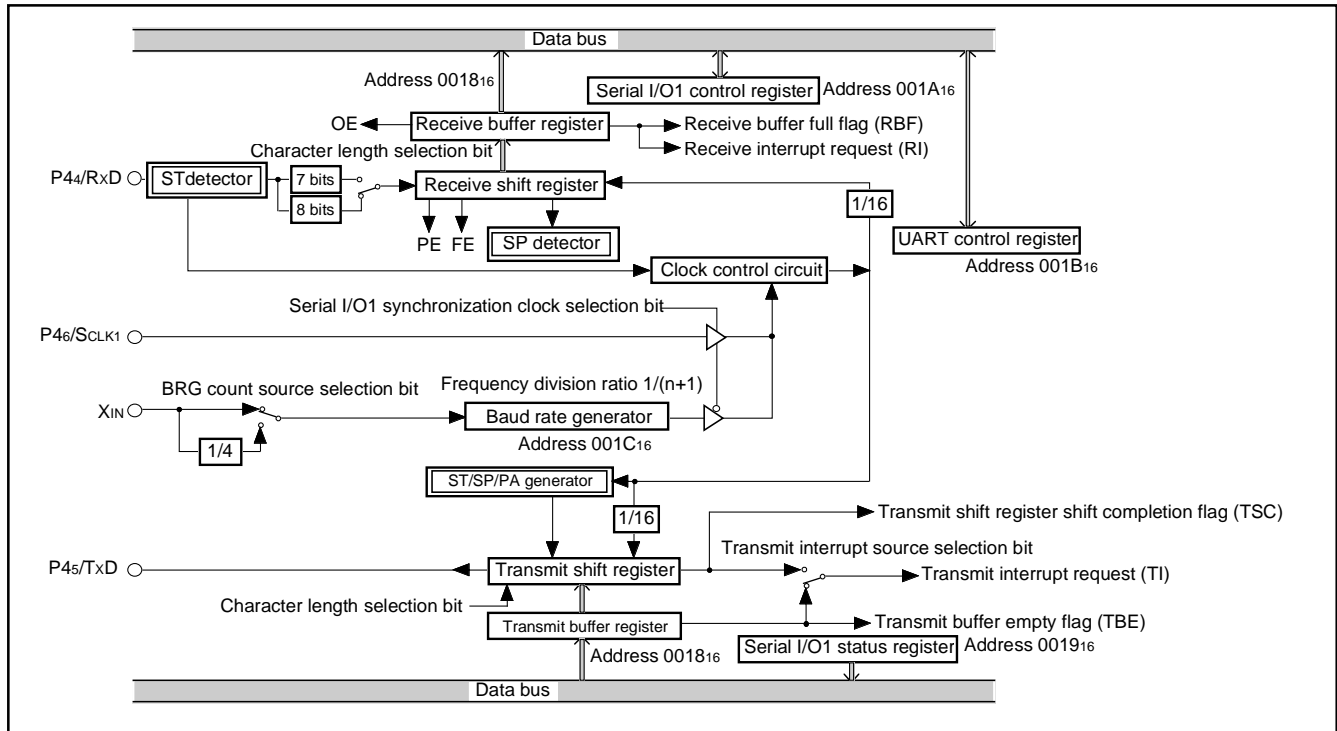 Data bus
Address 0018₁₆
Serial I/O1 control register
Address 001A₁₆
OE
Receive buffer register
Receive buffer full flag (RBF)
Receive interrupt request (RI)
Character length selection bit
P4₄/RxD
STdetector
7 bits
8 bits
Receive shift register
1/16
PE
FE
SP detector
UART control register
Address 001B₁₆
Clock control circuit
Serial I/O1 synchronization clock selection bit
P4₆/SCLK1
BRG count source selection bit
Frequency division ratio 1/(n+1)
XIN
Baud rate generator
1/4
Address 001C₁₆
ST/SP/PA generator
1/16
Transmit shift register shift completion flag (TSC)
Transmit interrupt source selection bit
P4₅/TxD
Transmit shift register
Transmit interrupt request (TI)
Character length selection bit
Transmit buffer register
Transmit buffer empty flag (TBE)
Address 0018₁₆
Serial I/O1 status register
Address 0019₁₆
Data bus